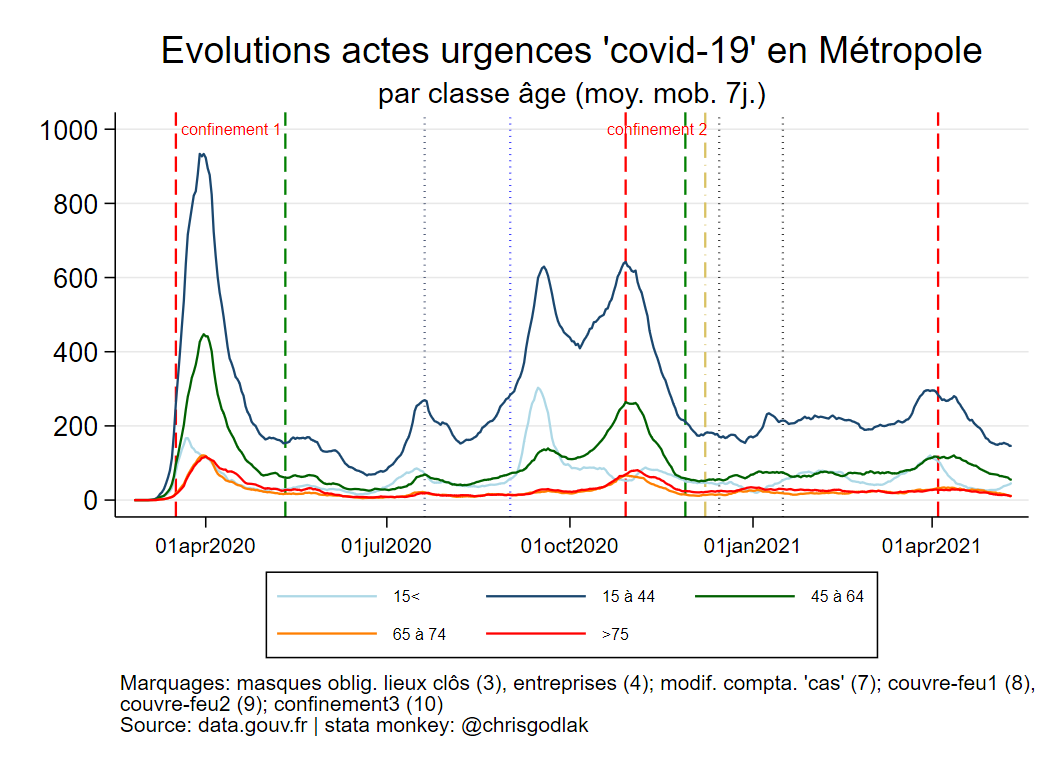 Evolutions actes urgences 'covid-19' en Métropole
par classe âge (moy. mob. 7j.)
confinement 1
confinement 2
1000
800
600
400
200
0
01apr2020
01jul2020
01oct2020
01jan2021
01apr2021
15<
15 à 44
45 à 64
65 à 74
>75
Marquages: masques oblig. lieux clôs (3), entreprises (4); modif. compta. 'cas' (7); couvre-feu1 (8),
couvre-feu2 (9); confinement3 (10)
Source: data.gouv.fr | stata monkey: @chrisgodlak